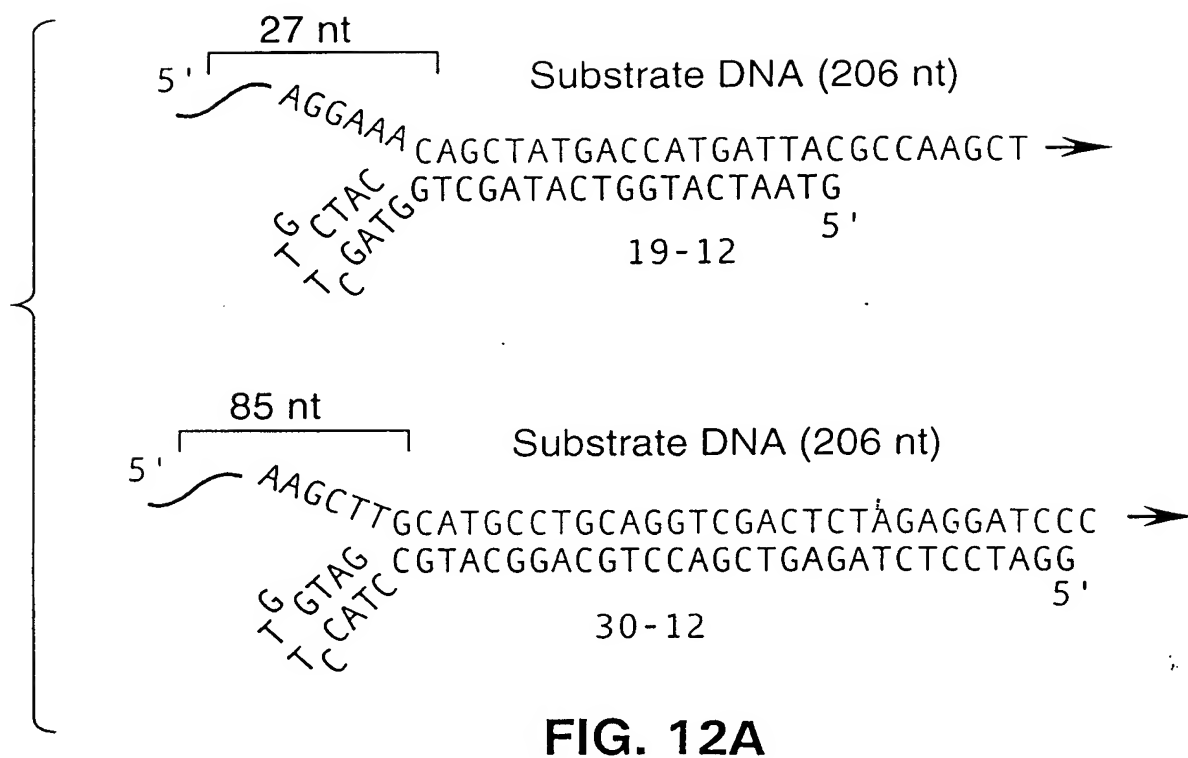 27 nt
5'
Substrate DNA (206 nt)
AGGAAA
CAGCTATGACCATGATTACGCCAAGCT
GTCGATACTGGTACTAATG
CTAC
G
T
T
C
GATG
5'
19-12
85 nt
5'
Substrate DNA (206 nt)
AAGCTT
GCATGCCTGCAGGTCGACTCTAGAGGATCCC
CGTACGGACGTCCAGCTGAGATCTCCTAGG
GTAG
G
T
T
C
CATC
5'
30-12
FIG. 12A